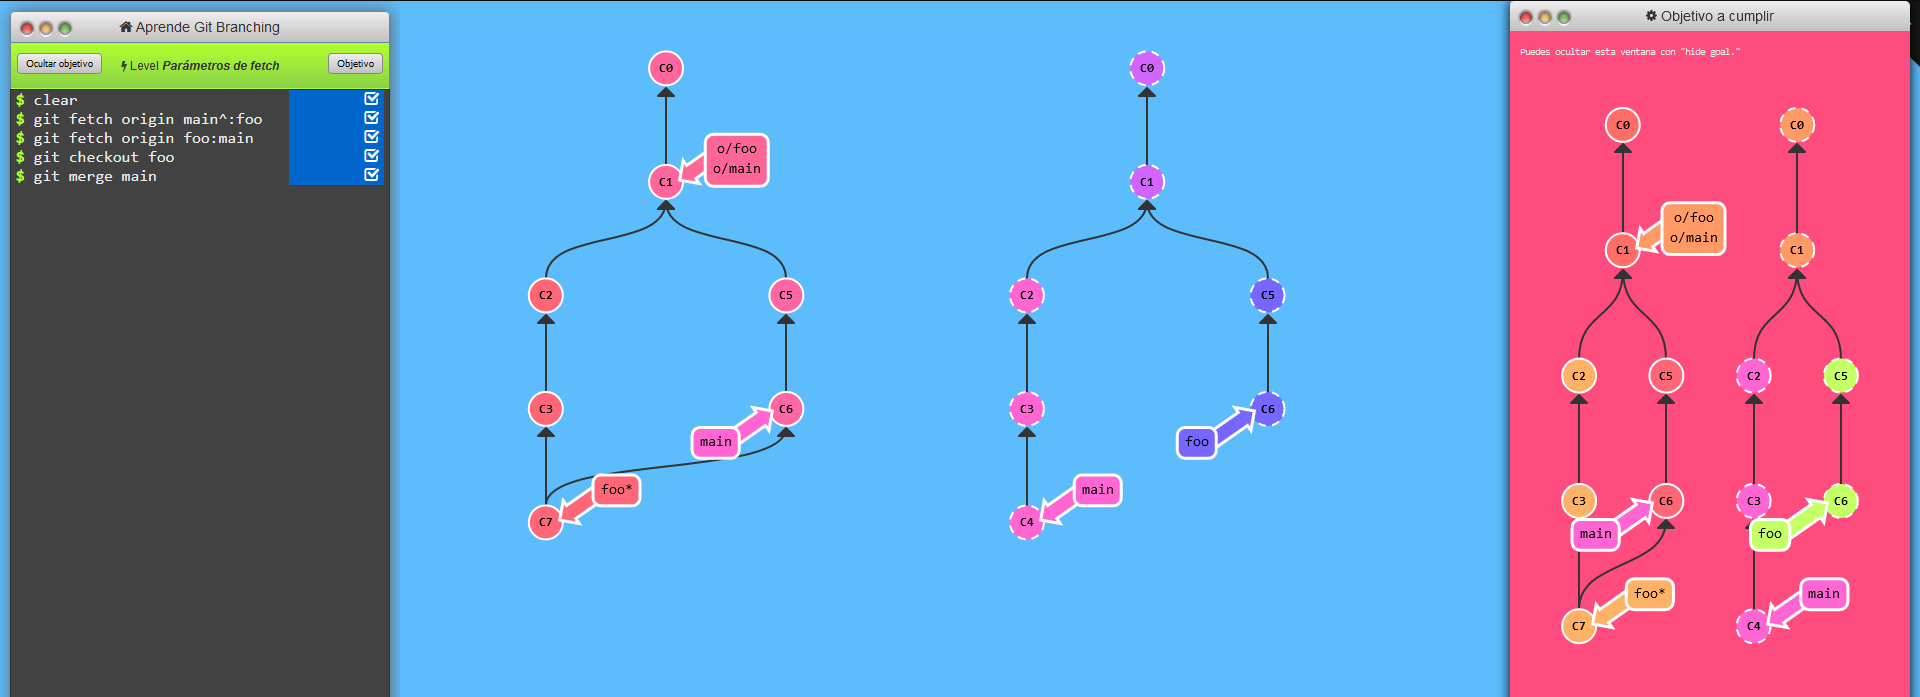 Aprende Git Branching
Ocultar objetivo
Level Parámetros de fetch
Objetivo
$ clear
$ git fetch origin main^:foo
$ git fetch origin foo:main
$ git checkout foo
$ git merge main
C0
o/foo
o/main
C1
C2
C5
C3
C6
main
foo*
C7
C0
C1
C2
C5
C3
C6
foo
main
C4
Objetivo a cumplir
Puedes ocultar esta ventana con "hide goal."
C0
o/foo
o/main
C1
C2
C5
C3
C6
main
foo*
C7
C0
C1
C2
C5
C3
C6
foo
main
C4